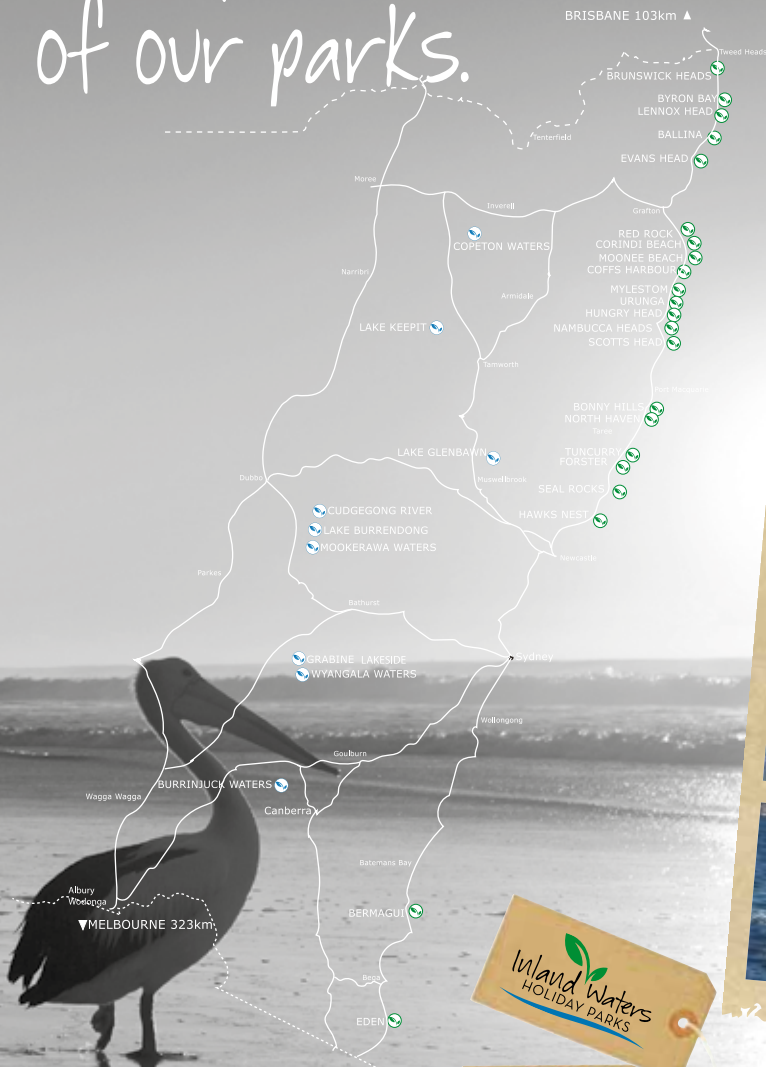 of our parks.
BRISBANE 103km ▲
Tweed Heads
BRUNSWICK HEADS
BYRON BAY
LENNOX HEAD
BALLINA
Tenterfield
EVANS HEAD
Moree
Inverell
Grafton
RED ROCK
COPETON WATERS
CORINDI BEACH
MOONEE BEACH
Narribri
COFFS HARBOUR
MYLESTOM
Armidale
URUNGA
HUNGRY HEAD
LAKE KEEPIT
NAMBUCCA HEADS
SCOTTS HEAD
Tamworth
Port Macquarie
BONNY HILLS
NORTH HAVEN
Taree
LAKE GLENBAWN
TUNCURRY
FORSTER
Dubbo
Muswellbrook
SEAL ROCKS
CUDGEGONG RIVER
HAWKS NEST
LAKE BURRENDONG
MOOKERAWA WATERS
Newcastle
Parkes
Bathurst
GRABINE LAKESIDE
Sydney
WYANGALA WATERS
Wollongong
Goulburn
BURRINJUCK WATERS
Wagga Wagga
Canberra
Batemans Bay
Albury
Wodonga
BERMAGUI
▼MELBOURNE 323km
Bega
EDEN
Inland Waters
HOLIDAY PARKS